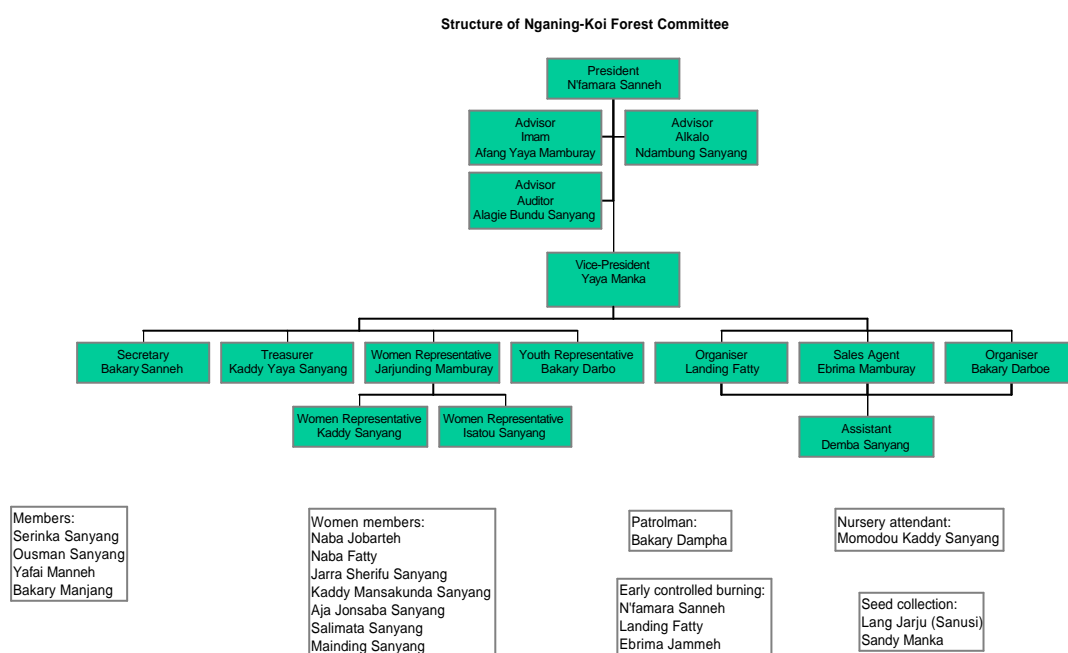 Structure of Nganing-Koi Forest Committee
President
N'famara Sanneh
Advisor
Imam
Afang Yaya Mamburay
Advisor
Alkalo
Ndambung Sanyang
Advisor
Auditor
Alagie Bundu Sanyang
Vice-President
Yaya Manka
Secretary
Bakary Sanneh
Treasurer
Kaddy Yaya Sanyang
Women Representative
Jarjunding Mamburay
Youth Representative
Bakary Darbo
Organiser
Landing Fatty
Sales Agent
Ebrima Mamburay
Organiser
Bakary Darboe
Women Representative
Kaddy Sanyang
Women Representative
Isatou Sanyang
Assistant
Demba Sanyang
Members:
Serinka Sanyang
Ousman Sanyang
Yafai Manneh
Bakary Manjang
Women members:
Naba Jobarteh
Naba Fatty
Jarra Sherifu Sanyang
Kaddy Mansakunda Sanyang
Aja Jonsaba Sanyang
Salimata Sanyang
Mainding Sanyang
Patrolman:
Bakary Dampha
Early controlled burning:
N'famara Sanneh
Landing Fatty
Ebrima Jammeh
Nursery attendant:
Momodou Kaddy Sanyang
Seed collection:
Lang Jarju (Sanusi)
Sandy Manka